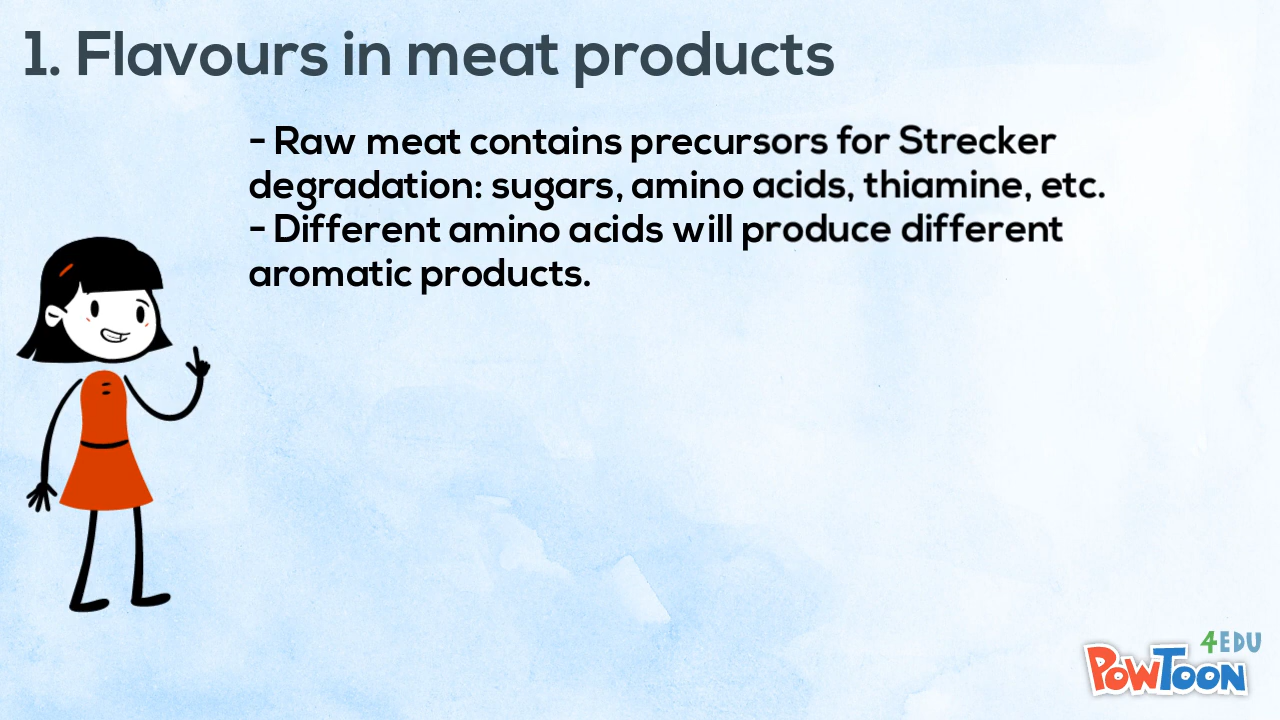 1. Flavours in meat products
- Raw meat contains precursors for Strecker
degradation: sugars, amino acids, thiamine, etc.
- Different amino acids will produce different
aromatic products.
4EDU
POWTOON